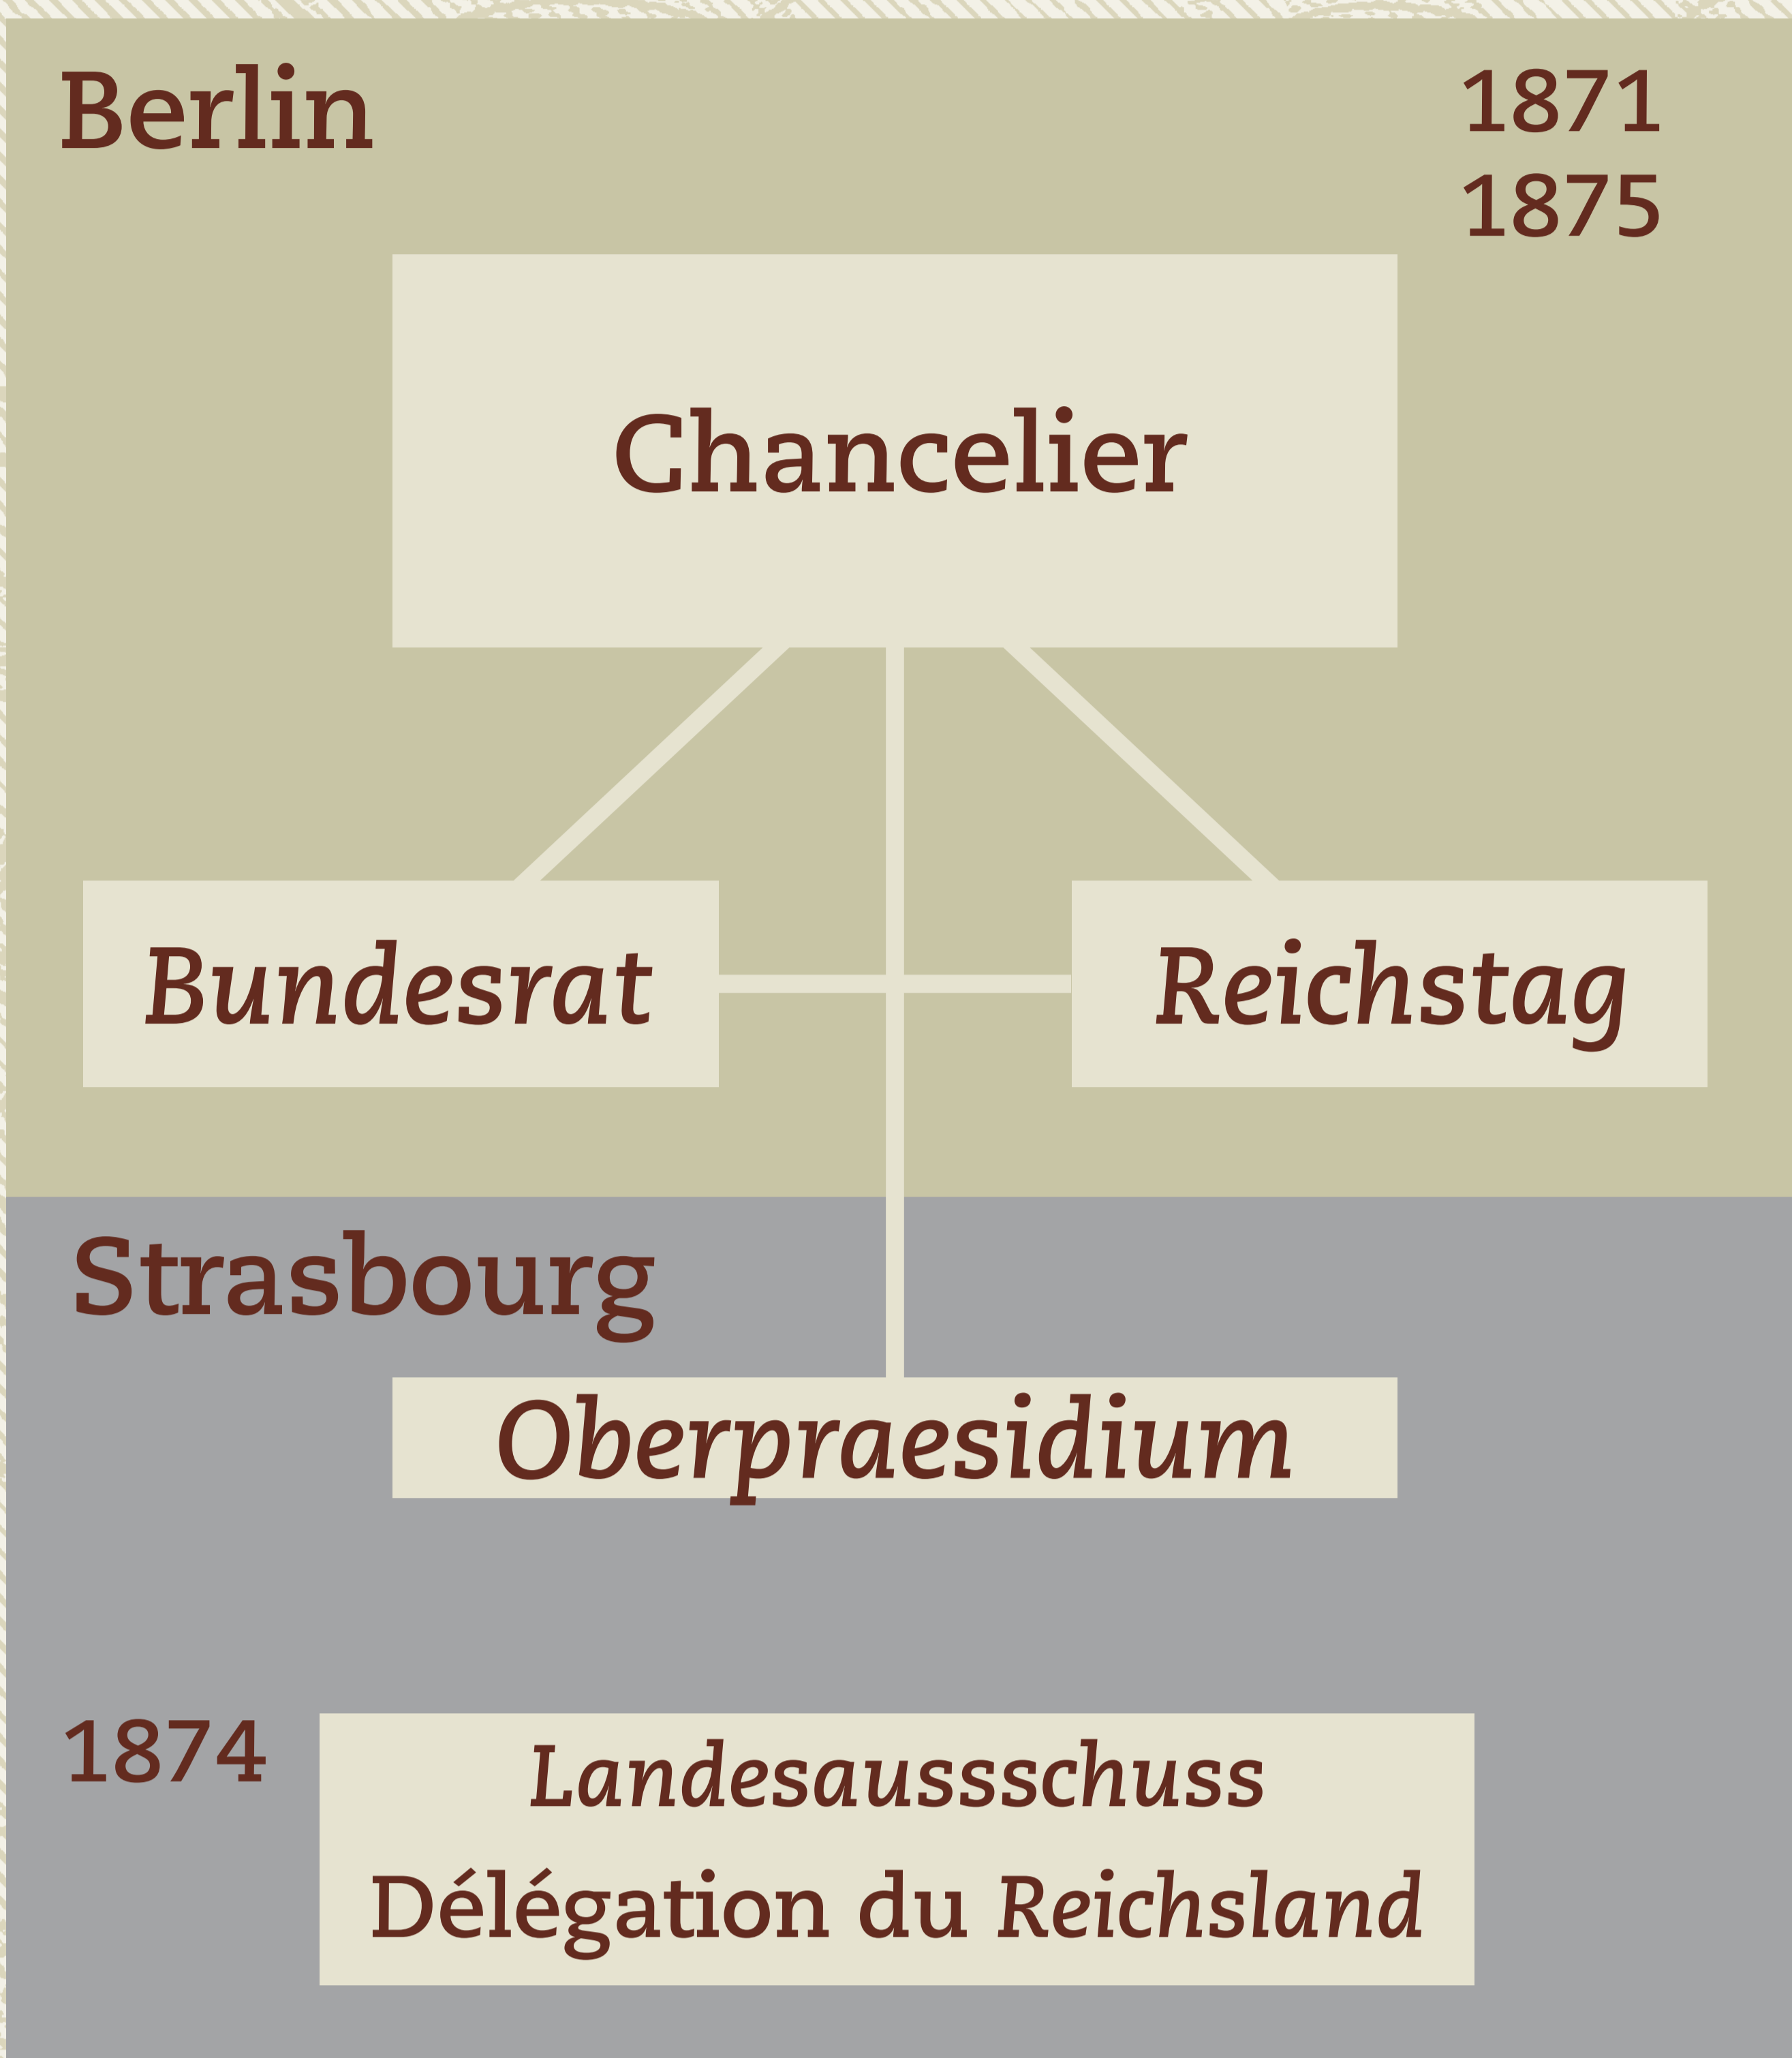 Berlin
1871
1875
Chancelier
Bundesrat
Reichstag
Strasbourg
Oberpraesidium
1874
Landesaussschuss
Délégation du Reichsland